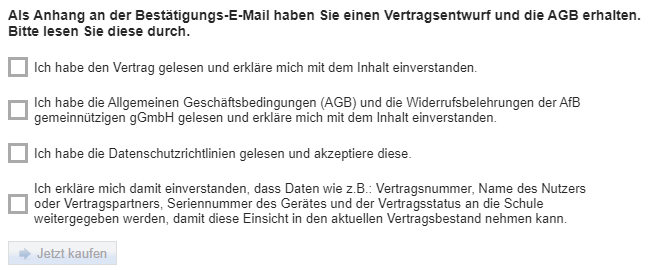 Als Anhang an der Bestätigungs-E-Mail haben Sie einen Vertragsentwurf und die AGB erhalten.
Bitte lesen Sie diese durch.
Ich habe den Vertrag gelesen und erkläre mich mit dem Inhalt einverstanden.
Ich habe die Allgemeinen Geschäftsbedingungen (AGB) und die Widerrufsbelehrungen der AfB
gemeinnützigen gGmbH gelesen und erkläre mich mit dem Inhalt einverstanden.
Ich habe die Datenschutzrichtlinien gelesen und akzeptiere diese.
Ich erkläre mich damit einverstanden, dass Daten wie z.B.: Vertragsnummer, Name des Nutzers
oder Vertragspartners, Seriennummer des Gerätes und der Vertragsstatus an die Schule
weitergegeben werden, damit diese Einsicht in den aktuellen Vertragsbestand nehmen kann.
Jetzt kaufen